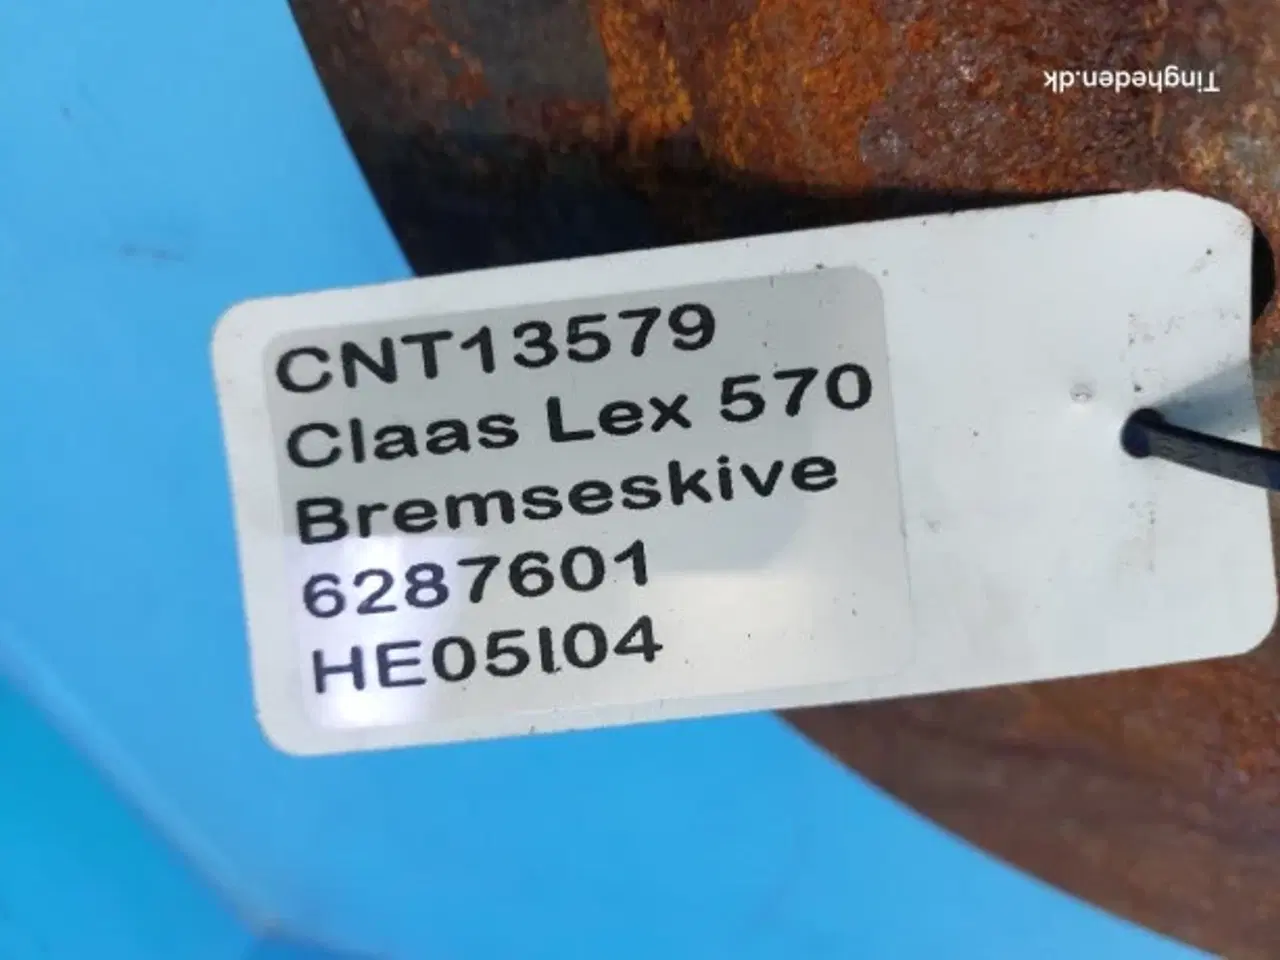 Tingheden.dk
CNT13579
Claas Lex 570
Bremseskive
6287601
HE05I04